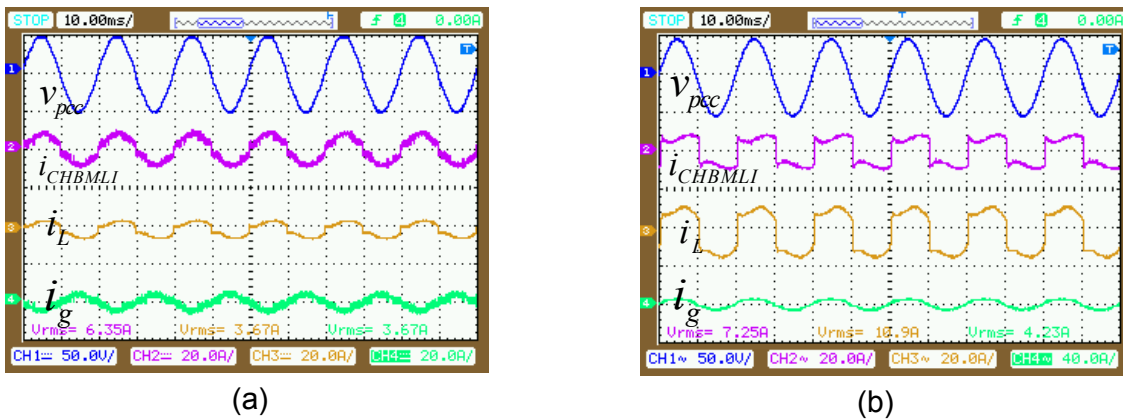 STOP 10.00ms/ 4 0.00A
T
1
v_pcc
2
i_CHBMLI
3
i_L
4
i_g
Vrms= 6.35A Vrms= 3.67A Vrms= 3.67A
CH1 50.0V/ CH2 20.0A/ CH3 20.0A/ CH4 20.0A/
(a)
STOP 10.00ms/ 4 0.00A
T
1
v_pcc
2
i_CHBMLI
3
i_L
4
i_g
Vrms= 7.25A Vrms= 10.9A Vrms= 4.23A
CH1~ 50.0V/ CH2~ 20.0A/ CH3~ 20.0A/ CH4~ 40.0A/
(b)